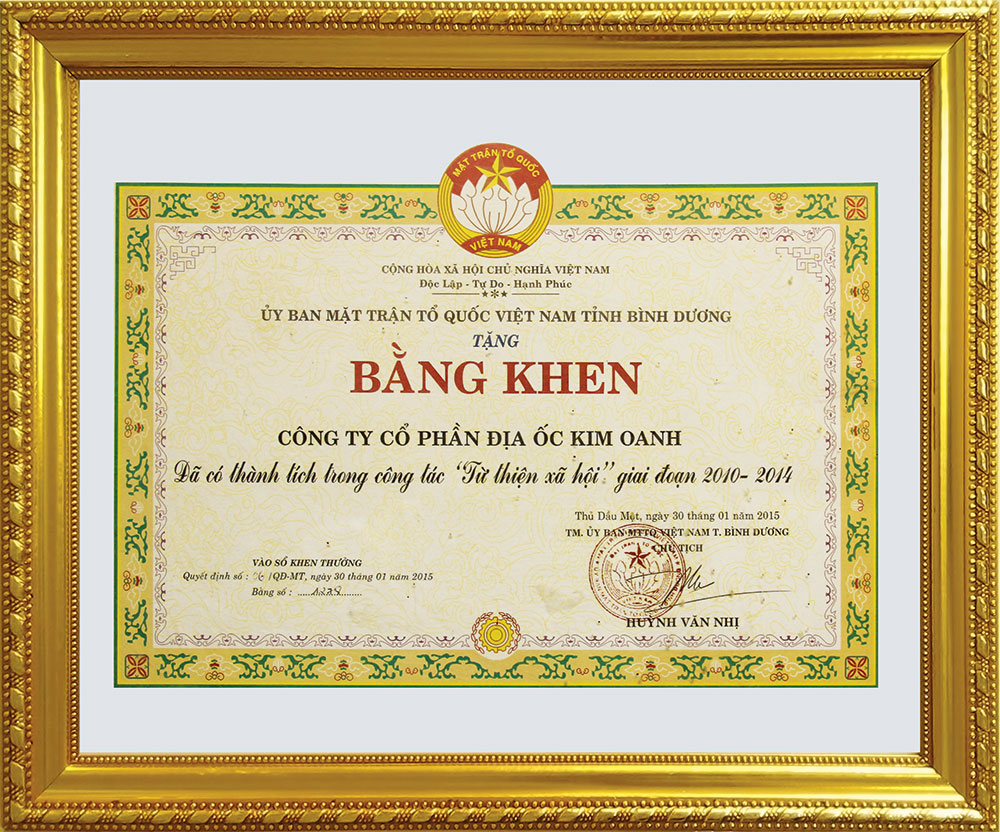 MẶT TRẬN TỔ QUỐC
VIỆT NAM
CỘNG HÒA XÃ HỘI CHỦ NGHĨA VIỆT NAM
Độc Lập - Tự Do - Hạnh Phúc
ỦY BAN MẶT TRẬN TỔ QUỐC VIỆT NAM TỈNH BÌNH DƯƠNG
TẶNG
BẰNG KHEN
CÔNG TY CỔ PHẦN ĐỊA ỐC KIM OANH
Đã có thành tích trong công tác “Từ thiện xã hội” giai đoạn 2010- 2014
Thủ Dầu Một, ngày 30 tháng 01 năm 2015
TM. ỦY BAN MTTQ VIỆT NAM T. BÌNH DƯƠNG
CHỦ TỊCH
VÀO SỔ KHEN THƯỞNG
Quyết định số : /QĐ-MT, ngày 30 tháng 01 năm 2015
Bảng số :
HUỲNH VĂN NHỊ